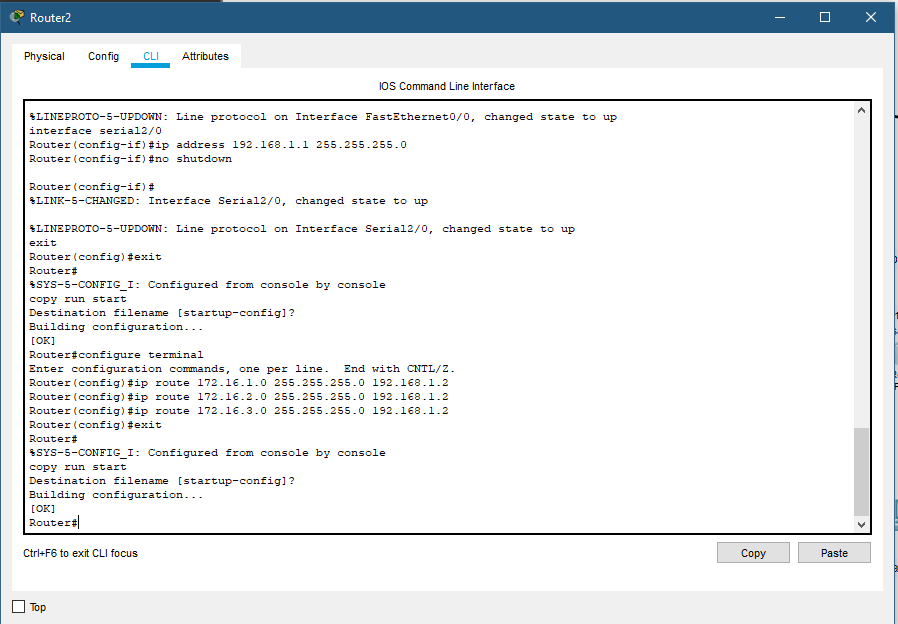 Router2
Physical Config CLI Attributes
IOS Command Line Interface
%LINEPROTO-5-UPDOWN: Line protocol on Interface FastEthernet0/0, changed state to up
interface serial2/0
Router(config-if)#ip address 192.168.1.1 255.255.255.0
Router(config-if)#no shutdown
Router(config-if)#
%LINK-5-CHANGED: Interface Serial2/0, changed state to up
%LINEPROTO-5-UPDOWN: Line protocol on Interface Serial2/0, changed state to up
exit
Router(config)#exit
Router#
%SYS-5-CONFIG_I: Configured from console by console
copy run start
Destination filename [startup-config]?
Building configuration...
[OK]
Router#configure terminal
Enter configuration commands, one per line.  End with CNTL/Z.
Router(config)#ip route 172.16.1.0 255.255.255.0 192.168.1.2
Router(config)#ip route 172.16.2.0 255.255.255.0 192.168.1.2
Router(config)#ip route 172.16.3.0 255.255.255.0 192.168.1.2
Router(config)#exit
Router#
%SYS-5-CONFIG_I: Configured from console by console
copy run start
Destination filename [startup-config]?
Building configuration...
[OK]
Router#
Ctrl+F6 to exit CLI focus
Copy Paste
Top